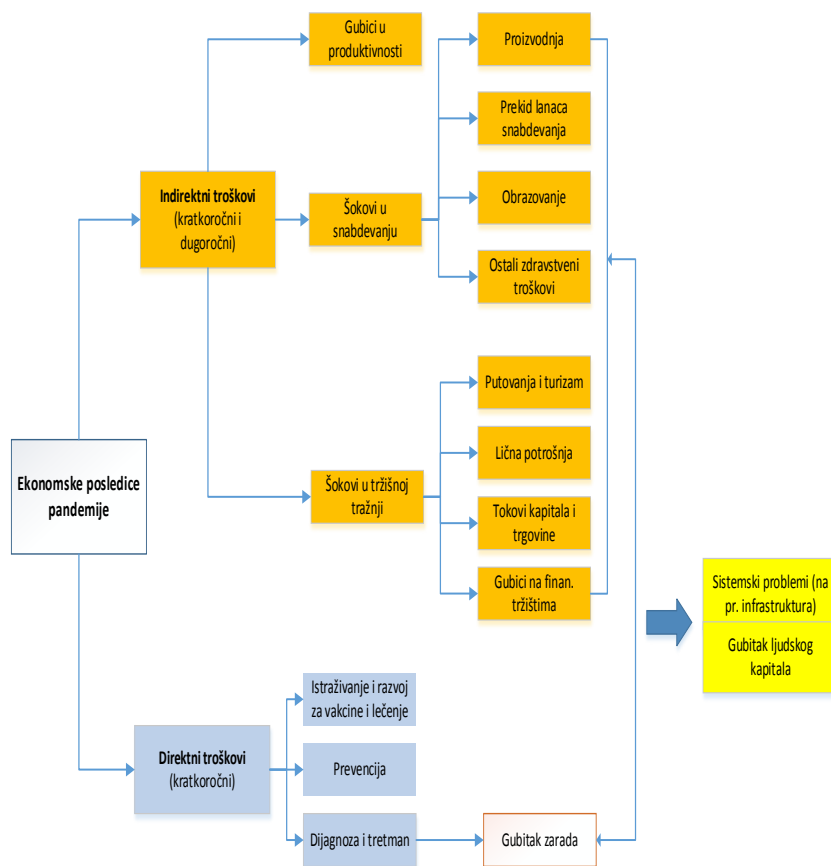 Gubici u
produktivnosti
Proizvodnja
Prekid lanaca
snabdevanja
Indirektni troškovi
(kratkoročni i
dugoročni)
Šokovi u
snabdevanju
Obrazovanje
Ostali zdravstveni
troškovi
Putovanja i turizam
Lična potrošnja
Ekonomske posledice
pandemije
Šokovi u tržišnoj
tražnji
Tokovi kapitala i
trgovine
Gubici na finan.
tržištima
Sistemski problemi (na
pr. infrastruktura)
Gubitak ljudskog
kapitala
Istraživanje i razvoj
za vakcine i lečenje
Direktni troškovi
(kratkoročni)
Prevencija
Dijagnoza i tretman
Gubitak zarada